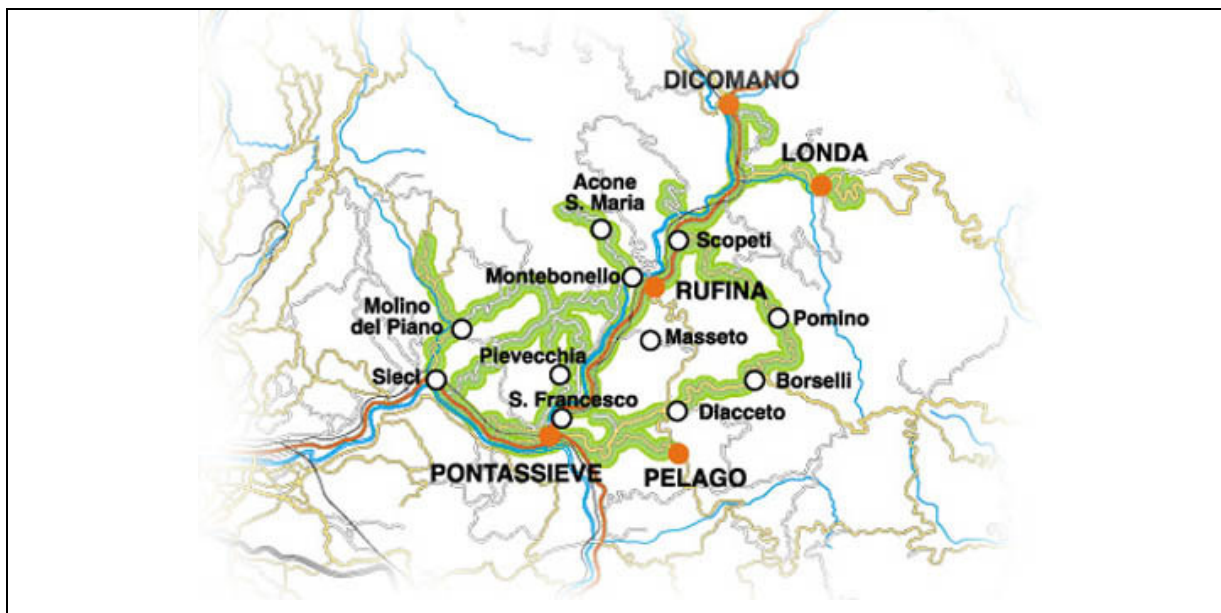 DICOMANO
LONDA
Acone
S. Maria
Scopeti
Montebonello
RUFINA
Molino
del Piano
Pomino
Masseto
Pievecchia
Sieci
Borselli
S. Francesco
Diacceto
PONTASSIEVE
PELAGO